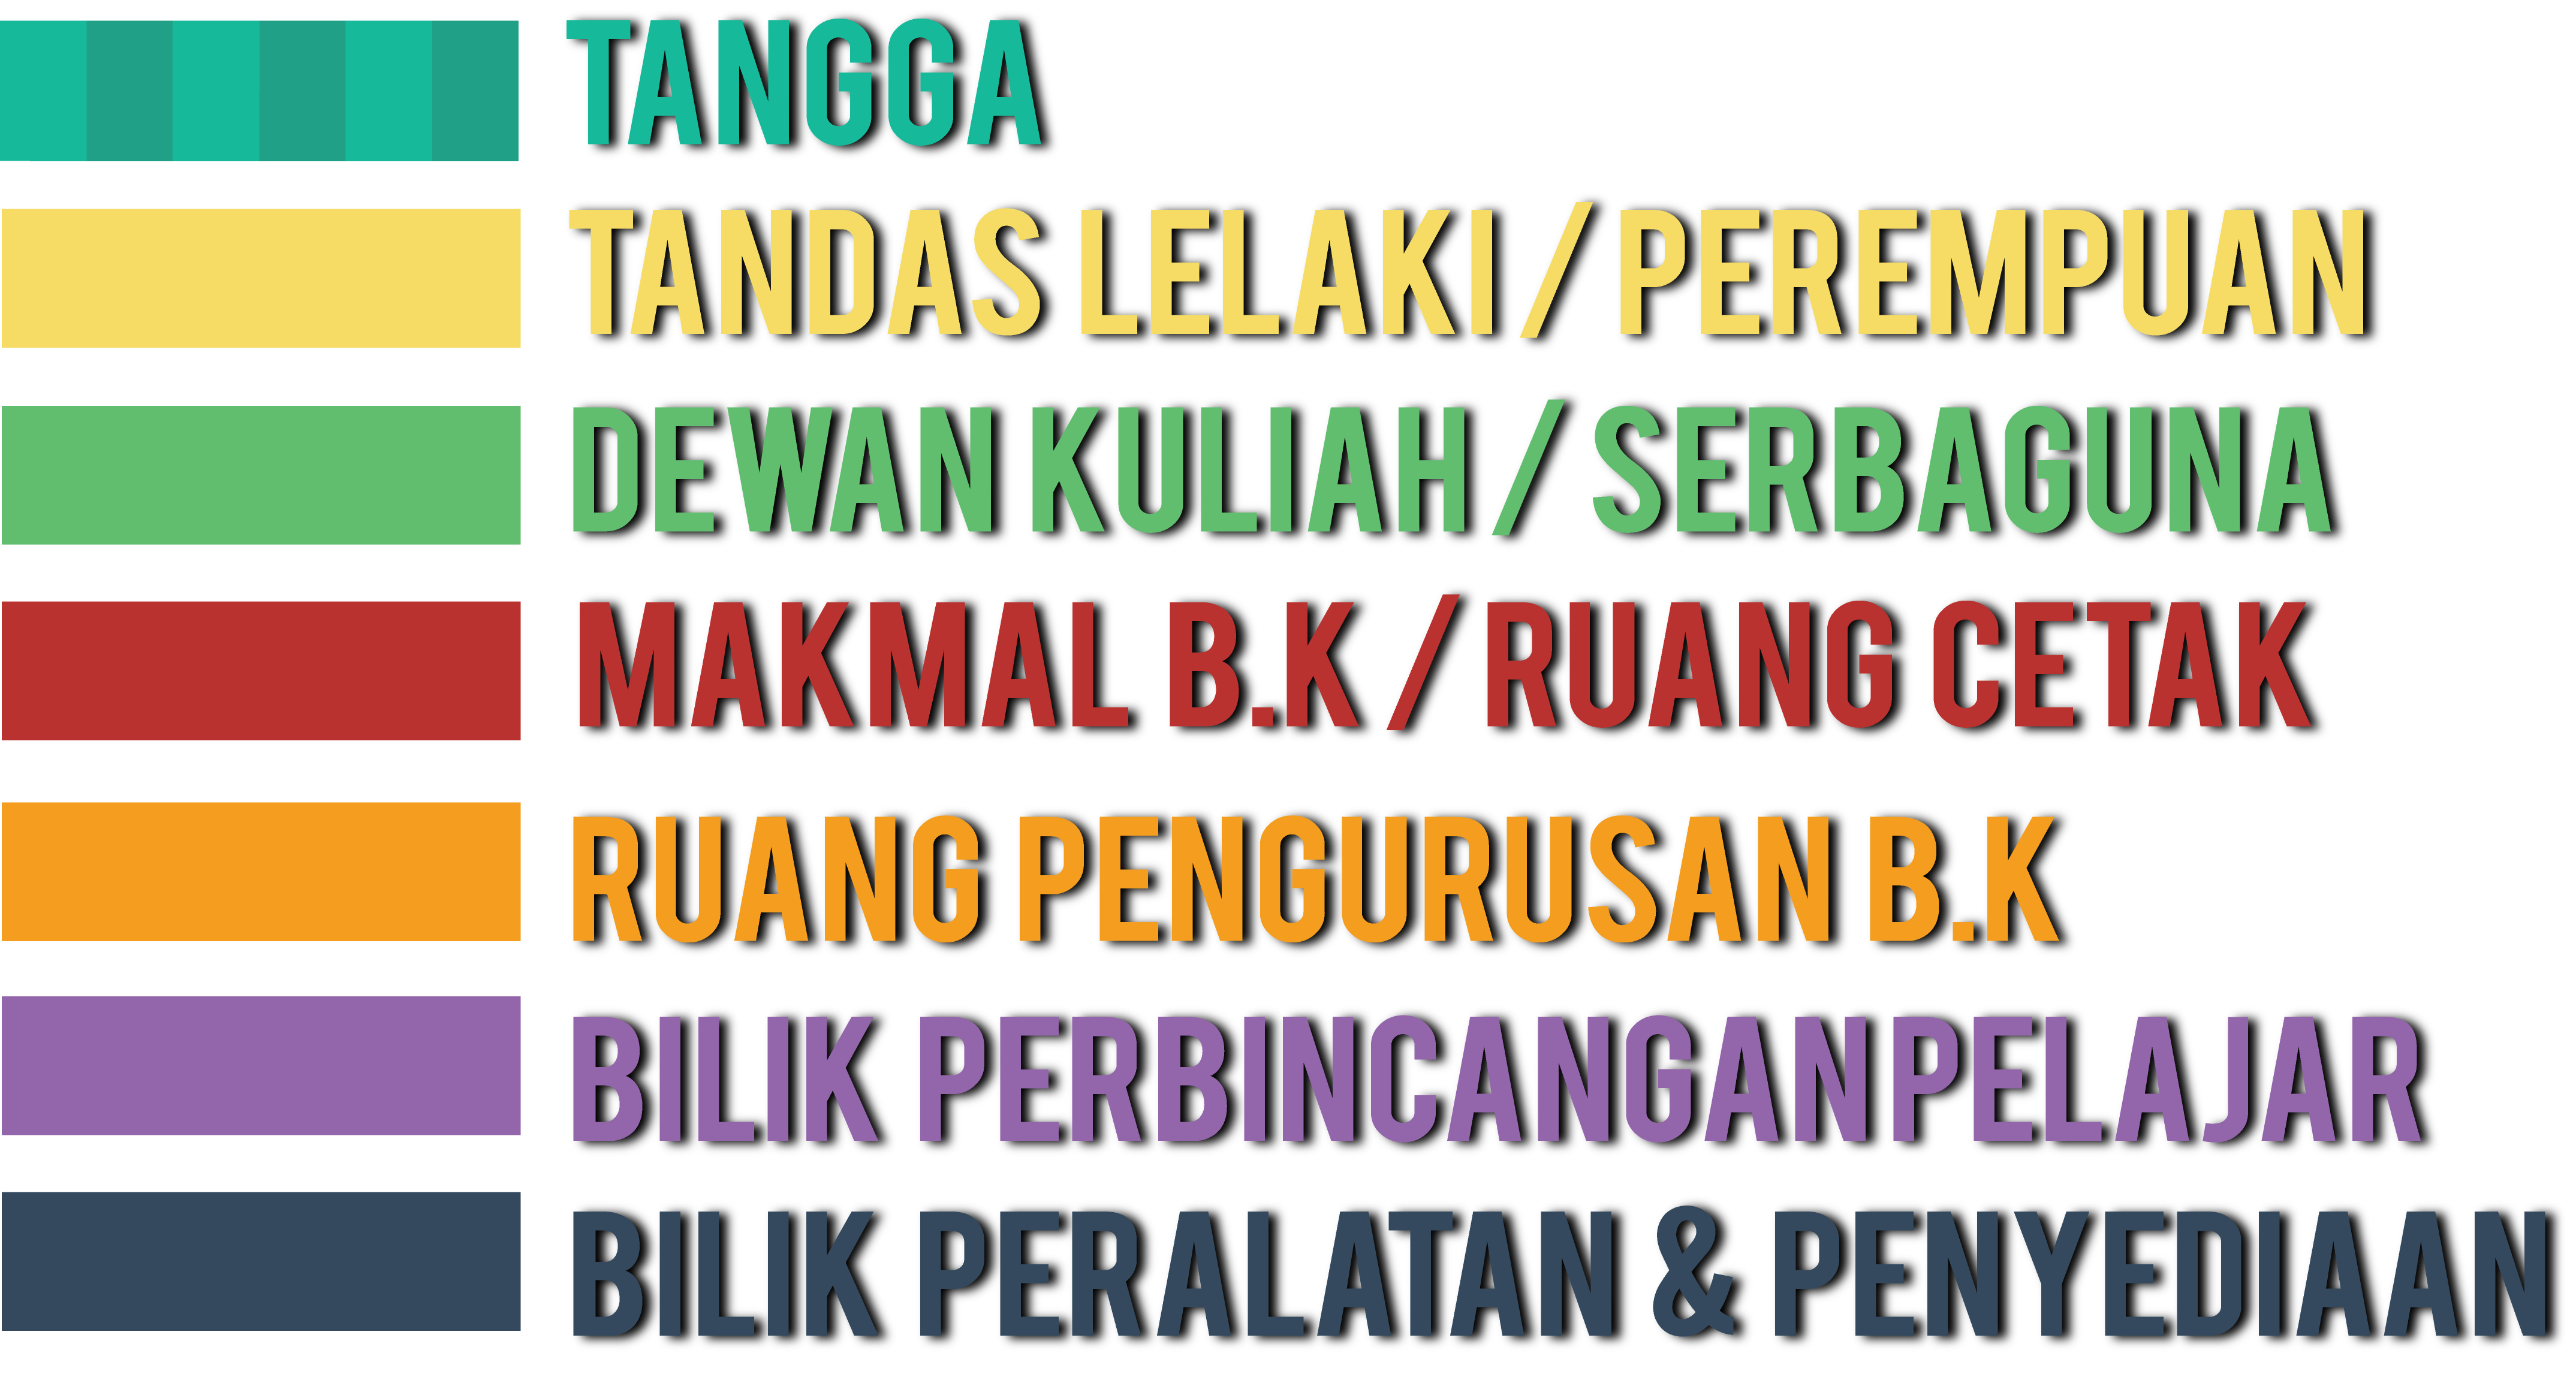 TANGGA
TANDAS LELAKI / PEREMPUAN
DEWAN KULIAH / SERBAGUNA
MAKMAL B.K / RUANG CETAK
RUANG PENGURUSAN B.K
BILIK PERBINCANGAN PELAJAR
BILIK PERALATAN & PENYEDIAAN